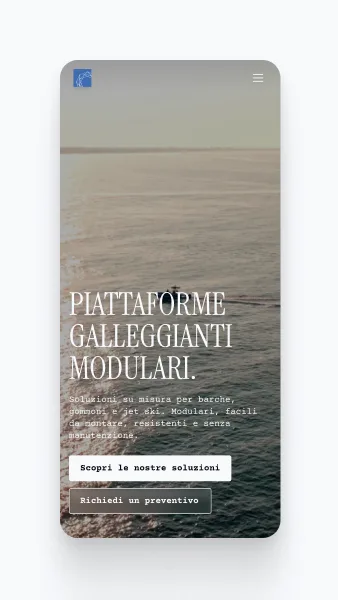 PIATTAFORME
GALLEGGIANTI
MODULARI.
Soluzioni su misura per barche,
gommoni e jet ski. Modulari, facili
da montare, resistenti e senza
manutenzione.
Scopri le nostre soluzioni
Richiedi un preventivo